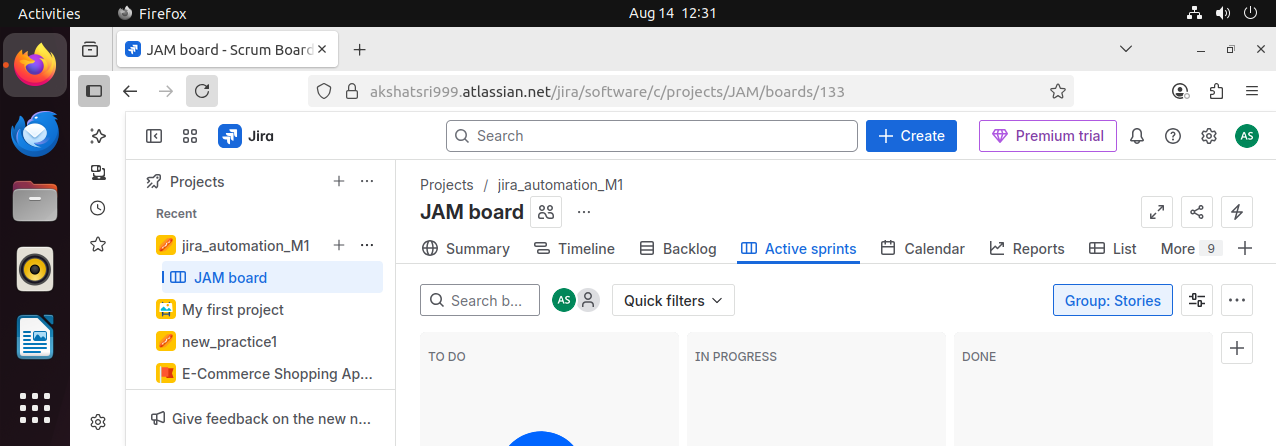 Activities
Firefox
Aug 14 12:31
JAM board - Scrum Board
akshatsri999.atlassian.net/jira/software/c/projects/JAM/boards/133
Jira
Search
Create
Premium trial
AS
Projects
Recent
jira_automation_M1
JAM board
My first project
new_practice1
E-Commerce Shopping Ap...
Give feedback on the new n...
Projects / jira_automation_M1
JAM board
Summary
Timeline
Backlog
Active sprints
Calendar
Reports
List
More 9
Search b...
AS
Quick filters
Group: Stories
TO DO
IN PROGRESS
DONE